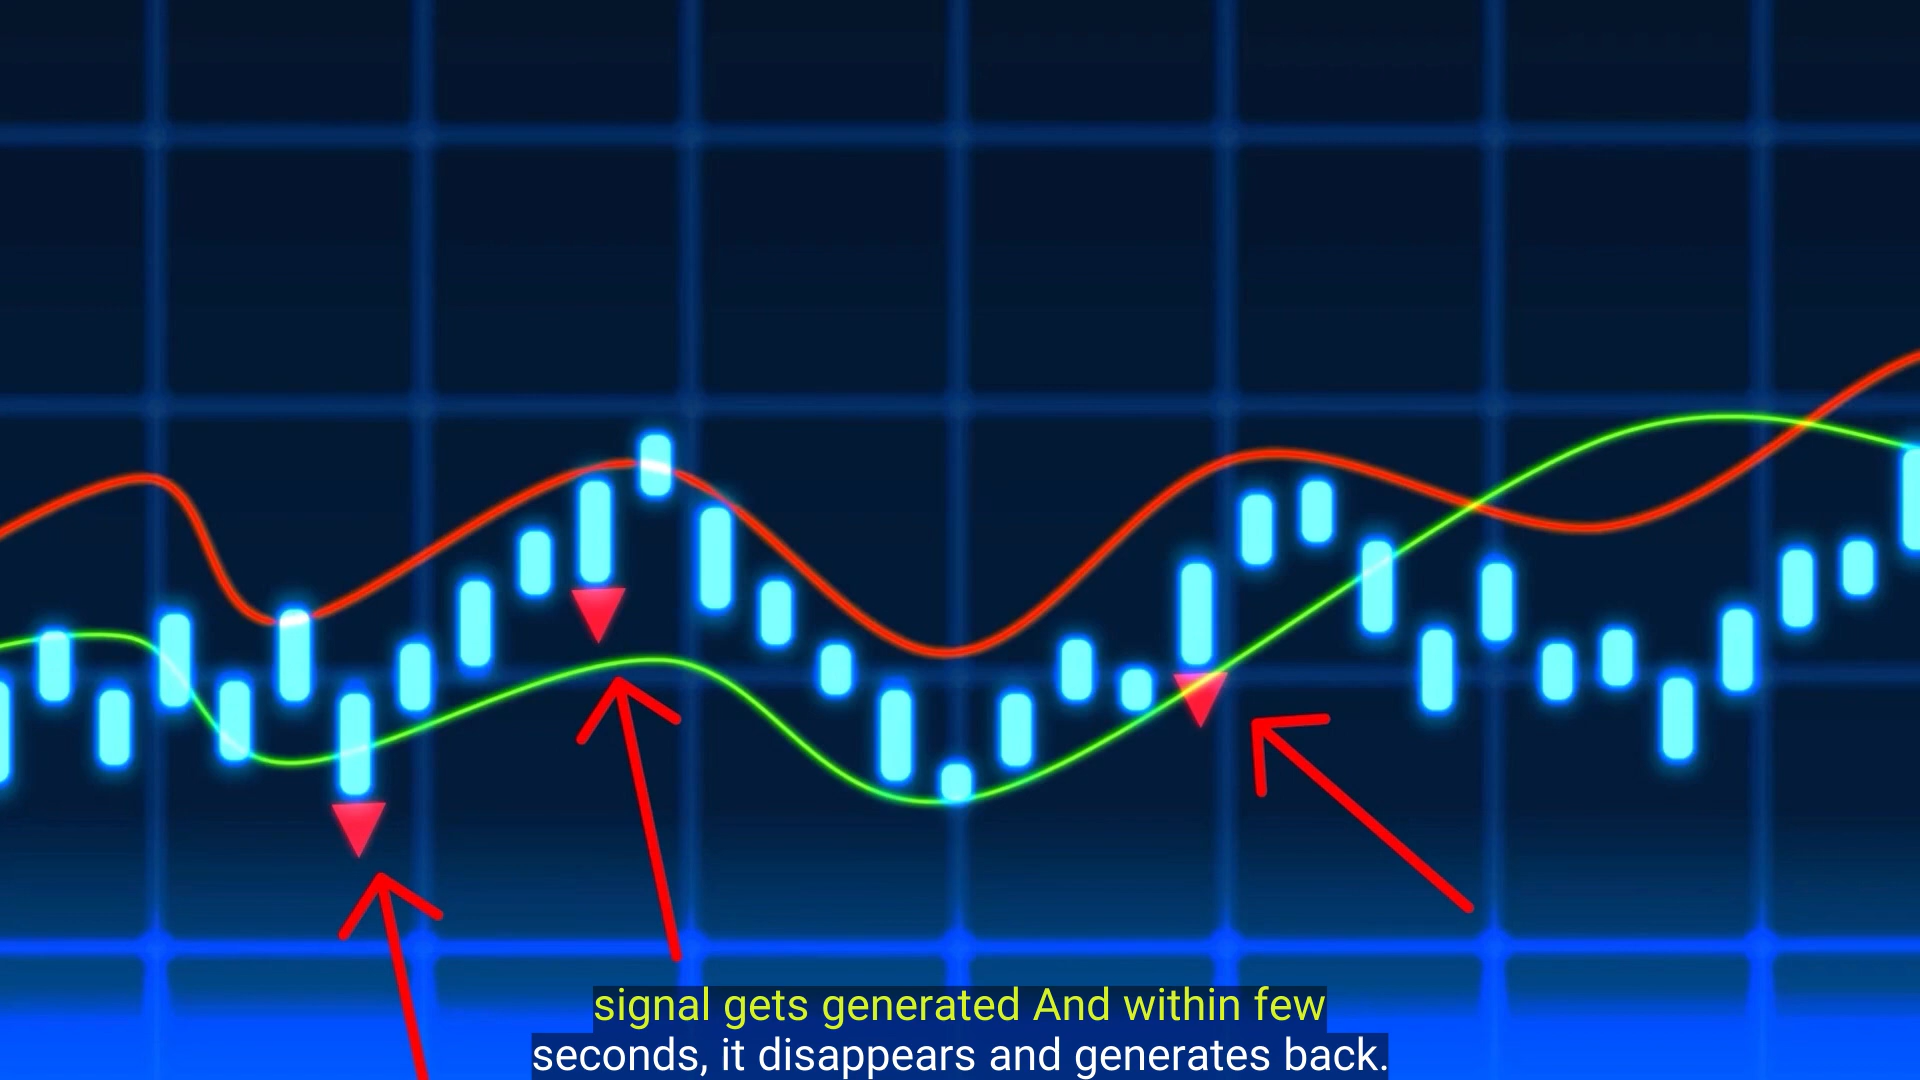 signal gets generated And within few
seconds, it disappears and generates back.